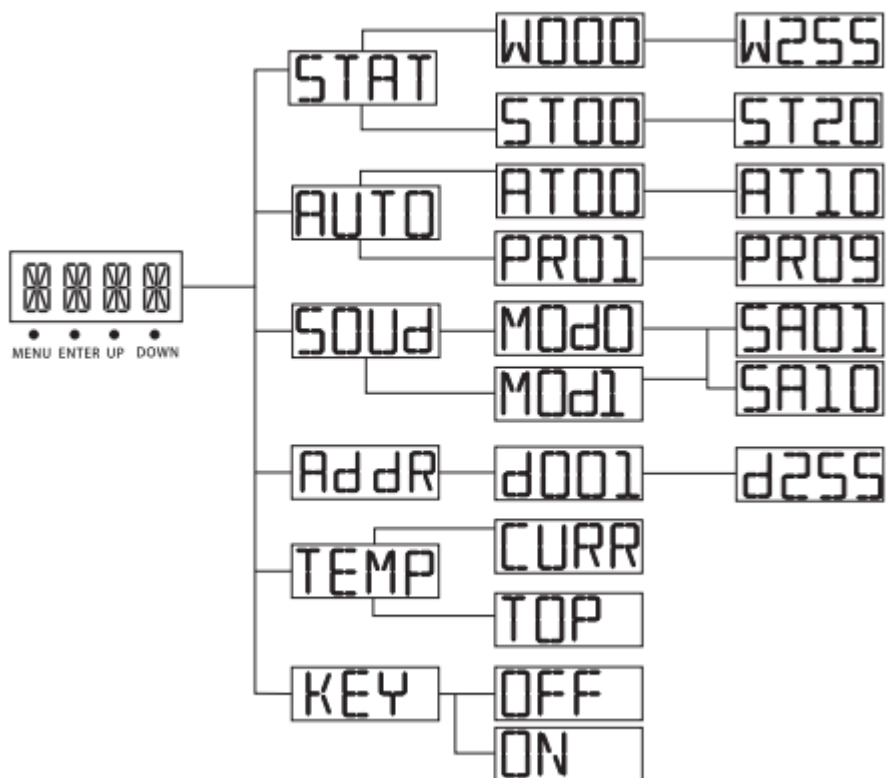 W000 W255
STAT
ST00 ST20
AT00 AT10
AUTO
PR01 PR09
MENU ENTER UP DOWN
SOUd MOd0 SA01
MOd1 SA10
AddR d001 d255
CURR
TEMP
TOP
KEY OFF
ON